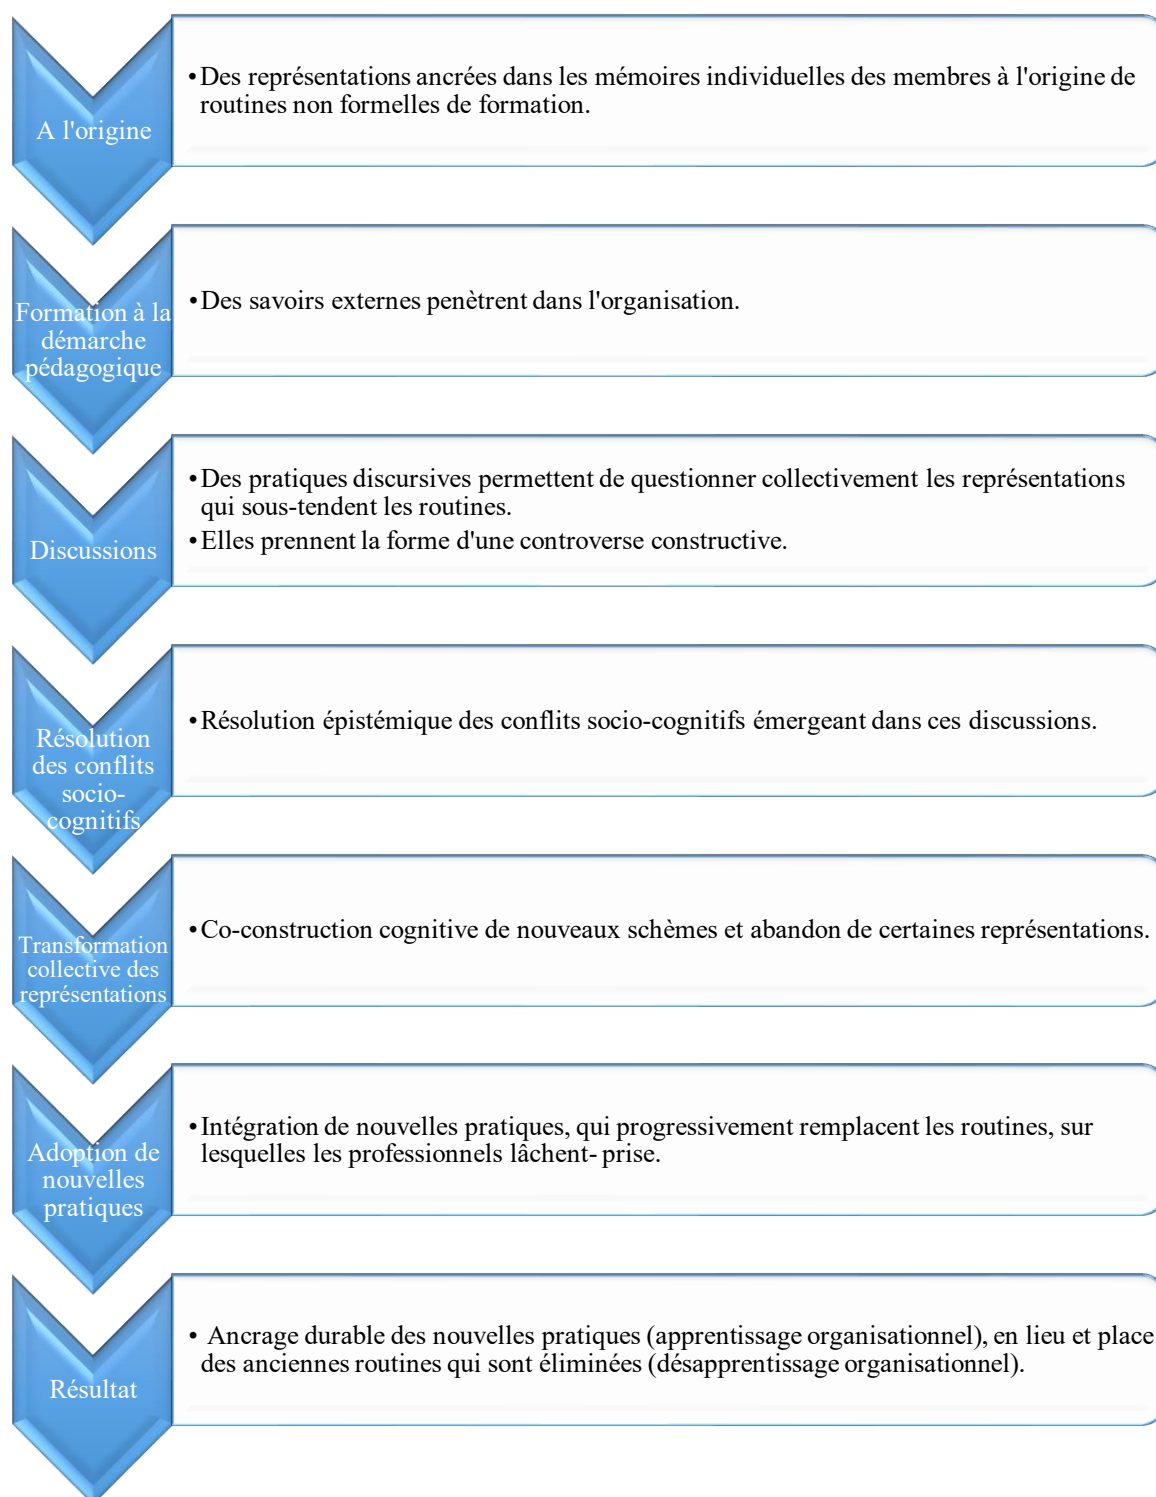 A l'origine
•Des représentations ancrées dans les mémoires individuelles des membres à l'origine de
routines non formelles de formation.
Formation à la
démarche
pédagogique
•Des savoirs externes penètrent dans l'organisation.
Discussions
•Des pratiques discursives permettent de questionner collectivement les représentations
qui sous-tendent les routines.
•Elles prennent la forme d'une controverse constructive.
Résolution
des conflits
socio-
cognitifs
•Résolution épistémique des conflits socio-cognitifs émergeant dans ces discussions.
Transformation
collective des
représentations
•Co-construction cognitive de nouveaux schèmes et abandon de certaines représentations.
Adoption de
nouvelles
pratiques
•Intégration de nouvelles pratiques, qui progressivement remplacent les routines, sur
lesquelles les professionnels lâchent- prise.
Résultat
• Ancrage durable des nouvelles pratiques (apprentissage organisationnel), en lieu et place
des anciennes routines qui sont éliminées (désapprentissage organisationnel).